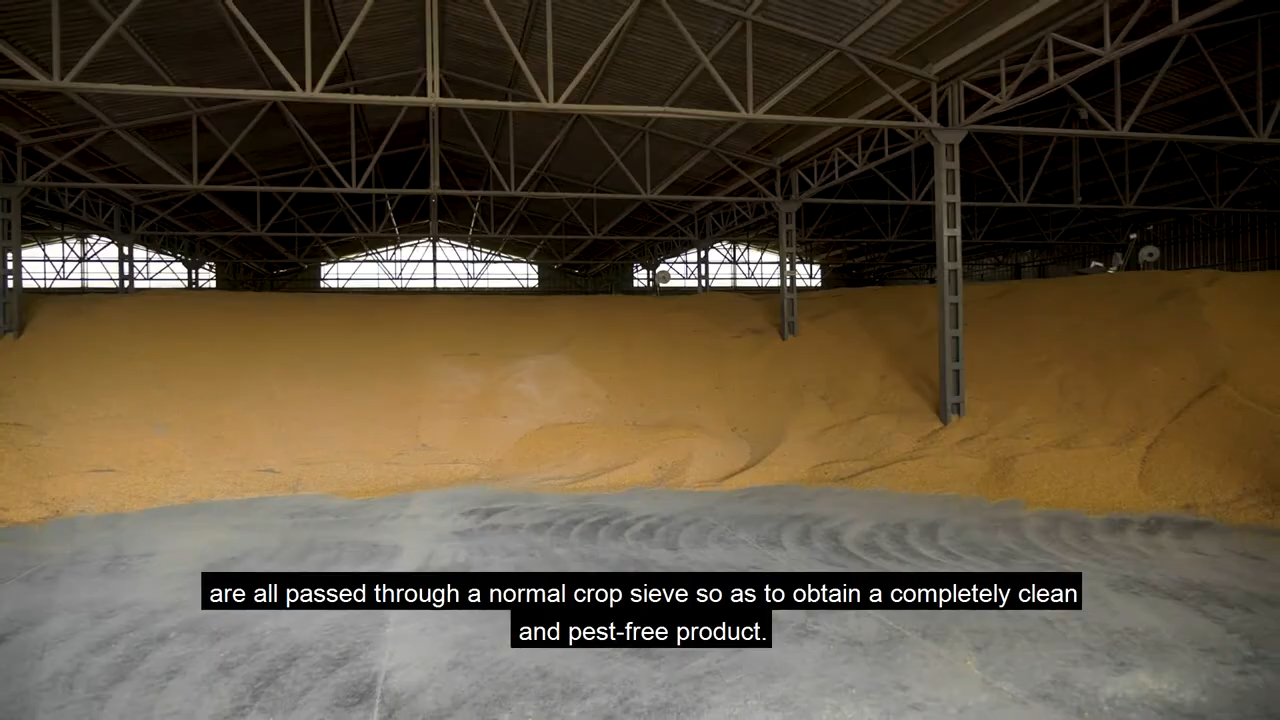 are all passed through a normal crop sieve so as to obtain a completely clean
and pest-free product.